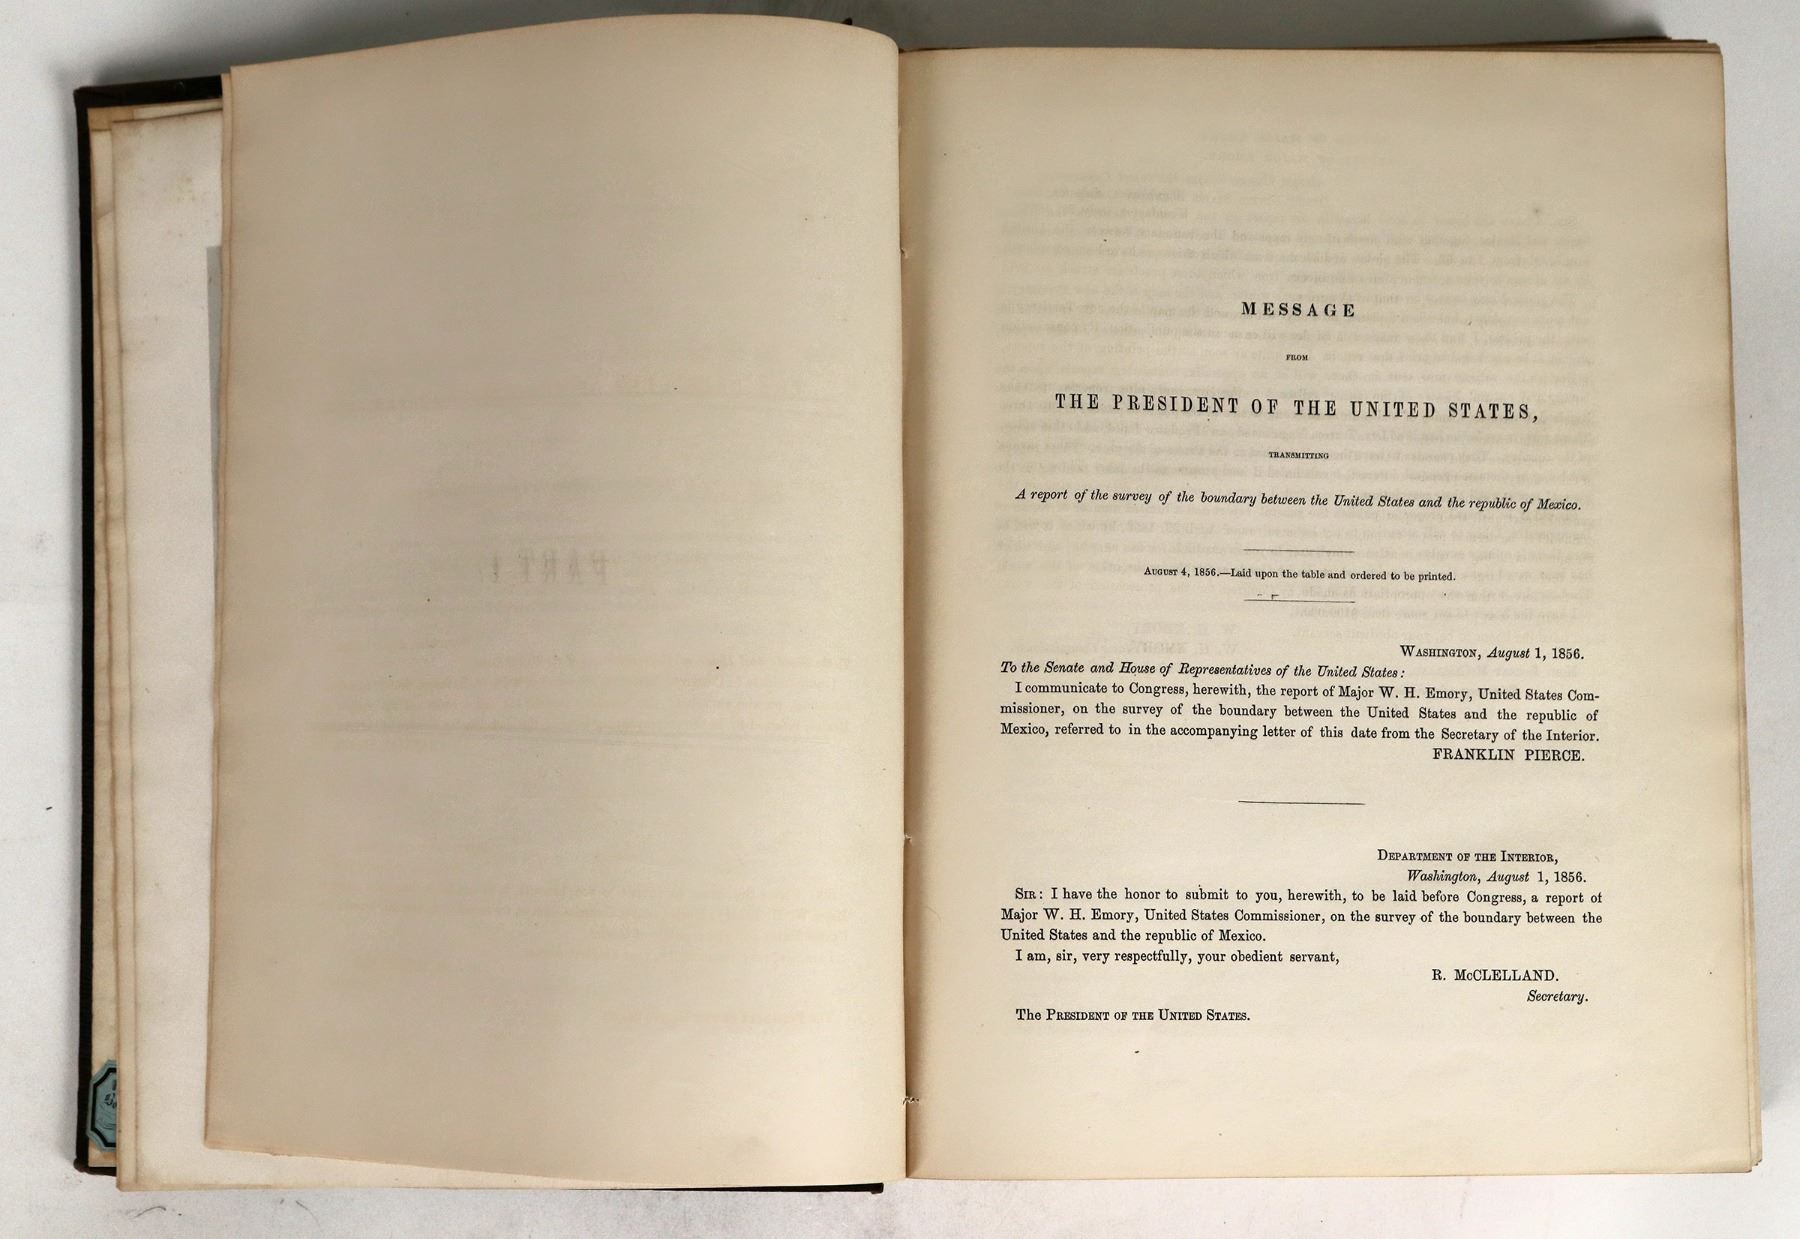 MESSAGE
FROM
THE PRESIDENT OF THE UNITED STATES,
TRANSMITTING
A report of the survey of the boundary between the United States and the republic of Mexico.
AUGUST 4, 1856.—Laid upon the table and ordered to be printed.
WASHINGTON, August 1, 1856.
To the Senate and House of Representatives of the United States:
I communicate to Congress, herewith, the report of Major W. H. Emory, United States Com-
missioner, on the survey of the boundary between the United States and the republic of
Mexico, referred to in the accompanying letter of this date from the Secretary of the Interior.
FRANKLIN PIERCE.
DEPARTMENT OF THE INTERIOR,
Washington, August 1, 1856.
SIR: I have the honor to submit to you, herewith, to be laid before Congress, a report of
Major W. H. Emory, United States Commissioner, on the survey of the boundary between the
United States and the republic of Mexico.
I am, sir, very respectfully, your obedient servant,
R. McCLELLAND.
Secretary.
The PRESIDENT OF THE UNITED STATES.